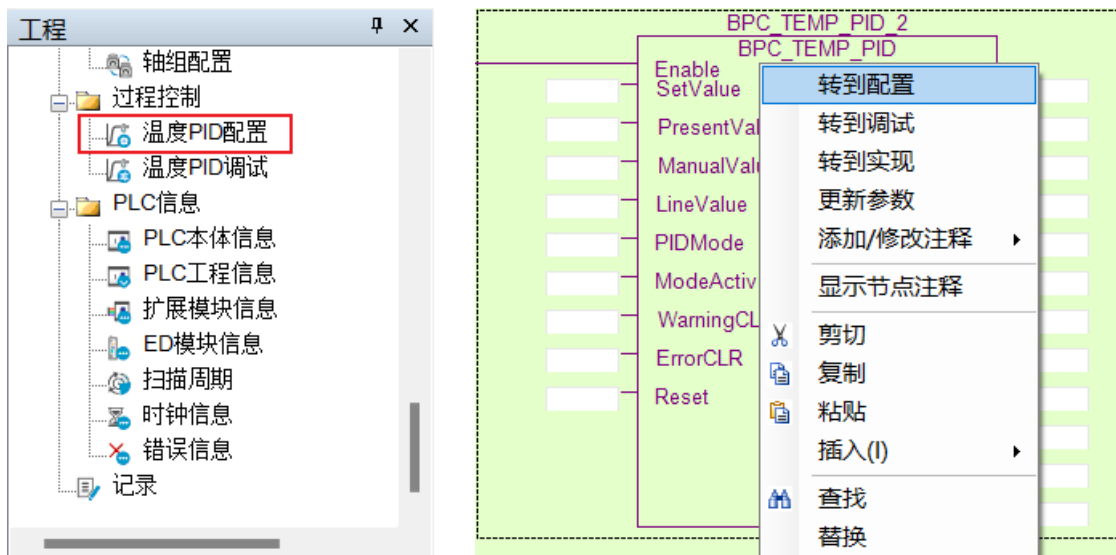 工程
轴组配置
过程控制
温度PID配置
温度PID调试
PLC信息
PLC本体信息
PLC工程信息
扩展模块信息
ED模块信息
扫描周期
时钟信息
错误信息
记录
BPC_TEMP_PID_2
BPC_TEMP_PID
Enable
SetValue
PresentVal
ManualValu
LineValue
PIDMode
ModeActiv
WarningCL
ErrorCLR
Reset
转到配置
转到调试
转到实现
更新参数
添加/修改注释
显示节点注释
剪切
复制
粘贴
插入(I)
查找
替换